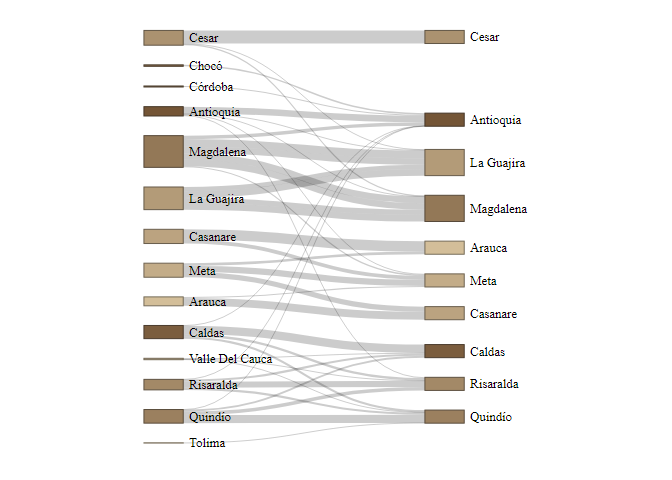 Cesar
Chocó
Córdoba
Antioquia
Magdalena
La Guajira
Casanare
Meta
Arauca
Caldas
Valle Del Cauca
Risaralda
Quindío
Tolima
Cesar
Antioquia
La Guajira
Magdalena
Arauca
Meta
Casanare
Caldas
Risaralda
Quindío